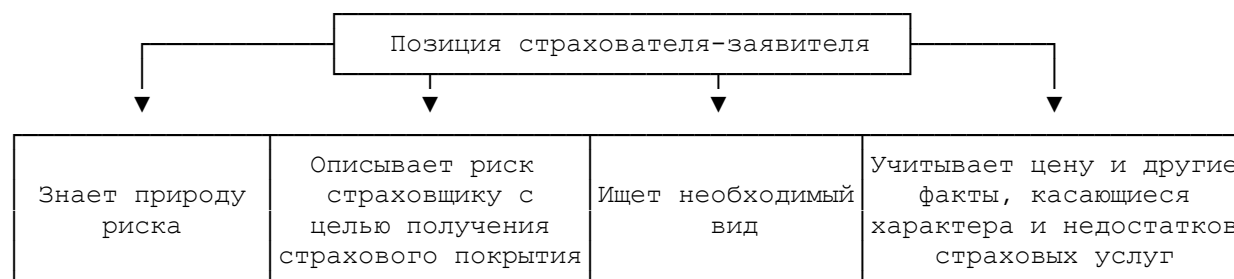 Позиция страхователя-заявителя
Знает природу
риска
Описывает риск
страховщику с
целью получения
страхового покрытия
Ищет необходимый
вид
Учитывает цену и другие
факты, касающиеся
характера и недостатков
страховых услуг